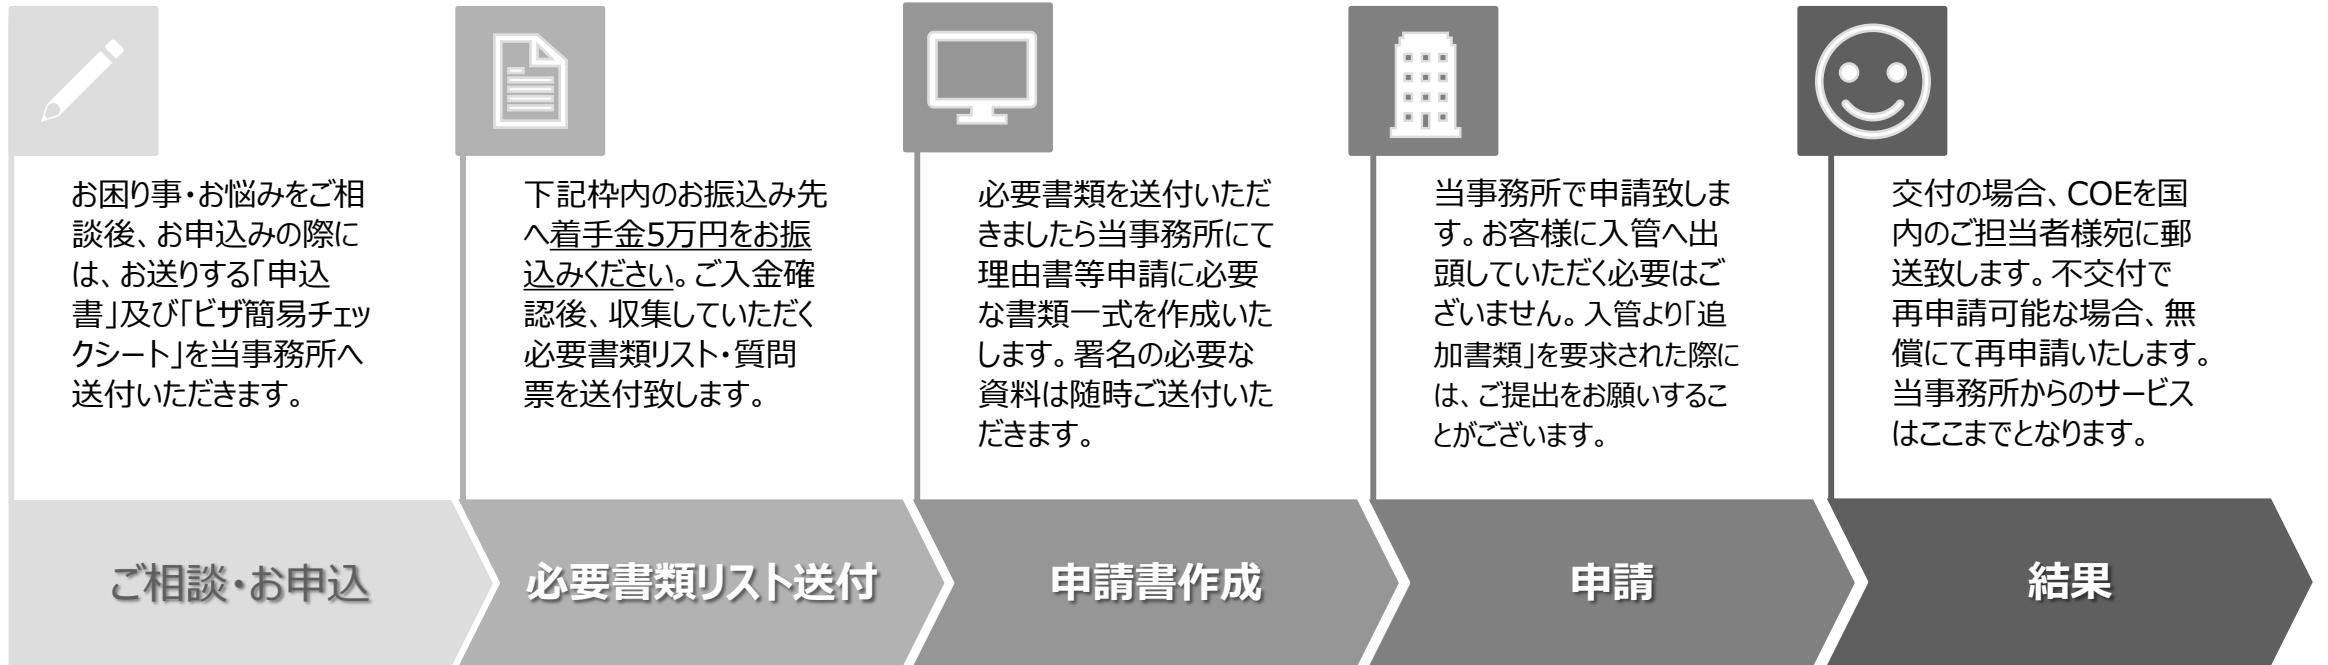 お困り事・お悩みをご相
談後、お申込みの際に
は、お送りする「申込
書」及び「ビザ簡易チェッ
クシート」を当事務所へ
送付いただきます。
下記枠内のお振込み先
へ着手金5万円をお振
込みください。ご入金確
認後、収集していただく
必要書類リスト・質問
票を送付致します。
必要書類を送付いただ
きましたら当事務所にて
理由書等申請に必要
な書類一式を作成いた
します。署名の必要な
資料は随時ご送付いた
だきます。
当事務所で申請致しま
す。お客様に入管へ出
頭していただく必要はご
ざいません。入管より「追
加書類」を要求された際に
は、ご提出をお願いするこ
とがございます。
交付の場合、COEを国
内のご担当者様宛に郵
送致します。不交付で
再申請可能な場合、無
償にて再申請いたします。
当事務所からのサービス
はここまでとなります。
ご相談・お申込
必要書類リスト送付
申請書作成
申請
結果